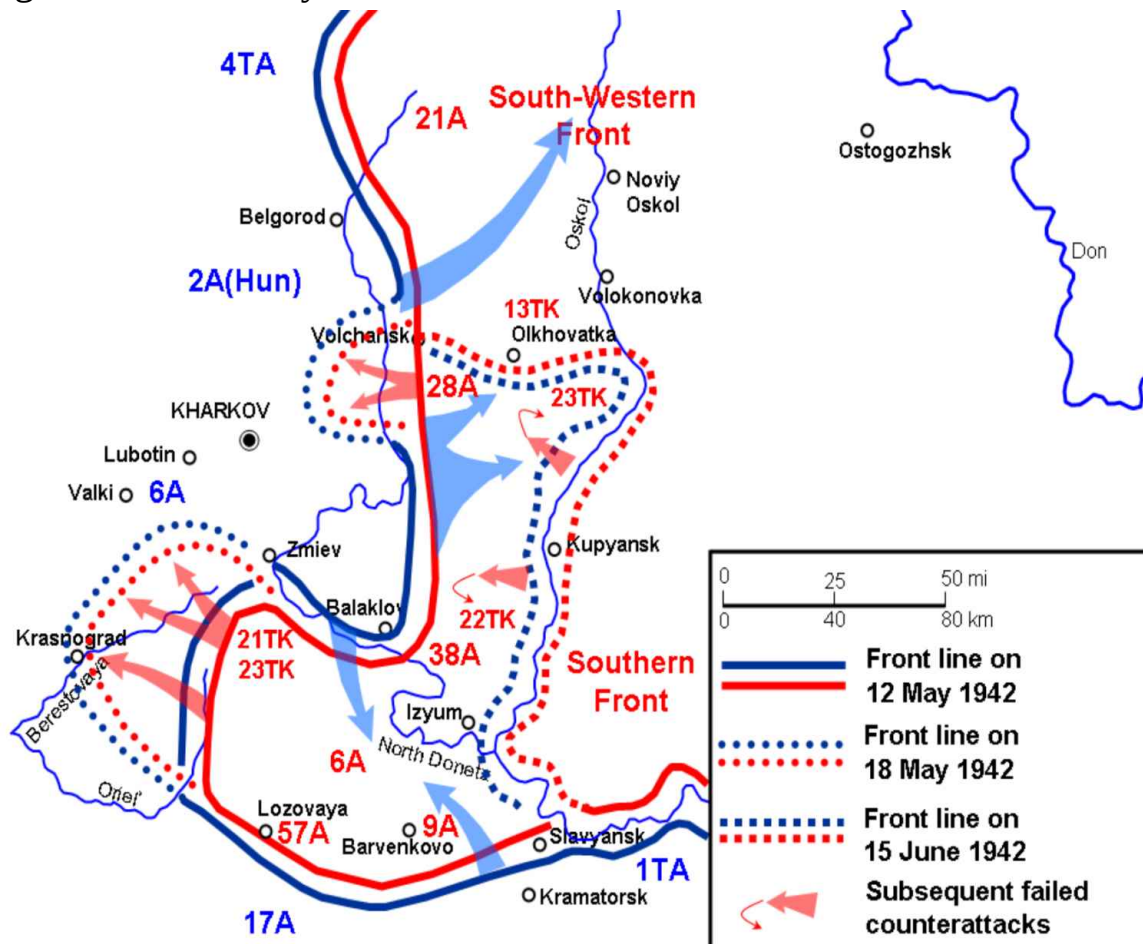 4TA
21A
South-Western
Front
Ostogozhsk
Noviy
Oskol
Belgorod
Oskol
Don
2A(Hun)
Volokonovka
13TK
Volchansk
Olkhovatka
28A
23TK
KHARKOV
Lubotin
Valki
6A
Zmiev
Kupyansk
0 25 50 mi
0 40 80 km
Balaklov
22TK
Krasnograd
21TK
38A
23TK
Front line on
12 May 1942
Southern
Front
Berestovaya
Izyum
North Donetz
Front line on
18 May 1942
6A
Lozovaya
57A
9A
Barvenkovo
Slavyansk
Front line on
15 June 1942
1TA
Kramatorsk
17A
Subsequent failed
counterattacks